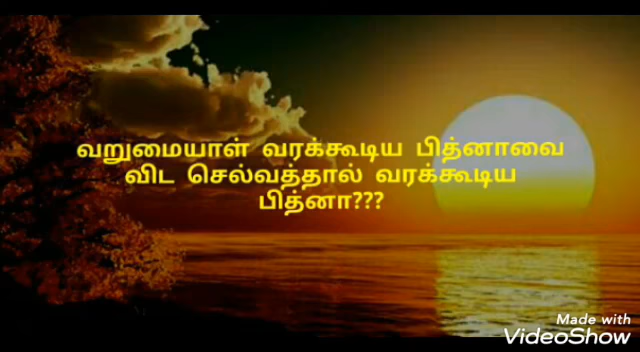 வறுமையாள் வரக்கூடிய பித்னாவை
விட செல்வத்தால் வரக்கூடிய
பித்னா???
Made with
VideoShow